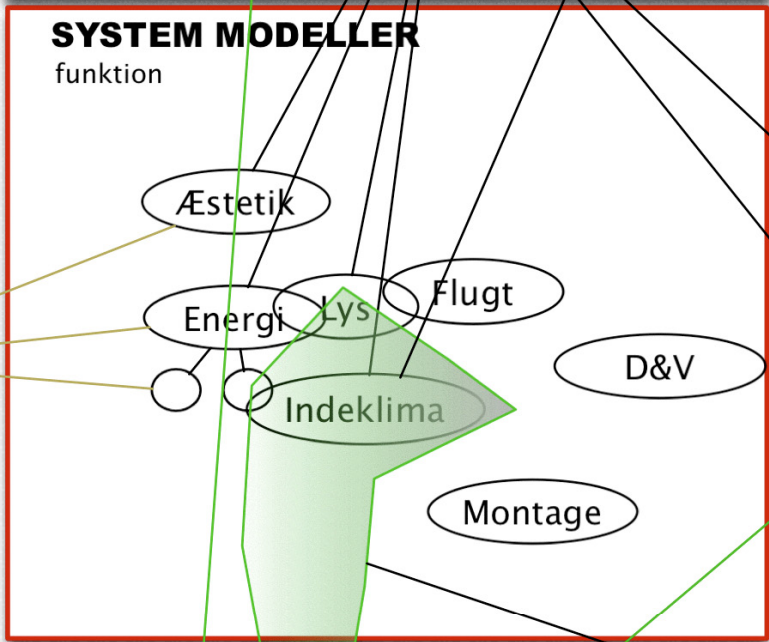 SYSTEM MODELLER
funktion
Æstetik
Energi
Lys
Flugt
D&V
Indeklima
Montage